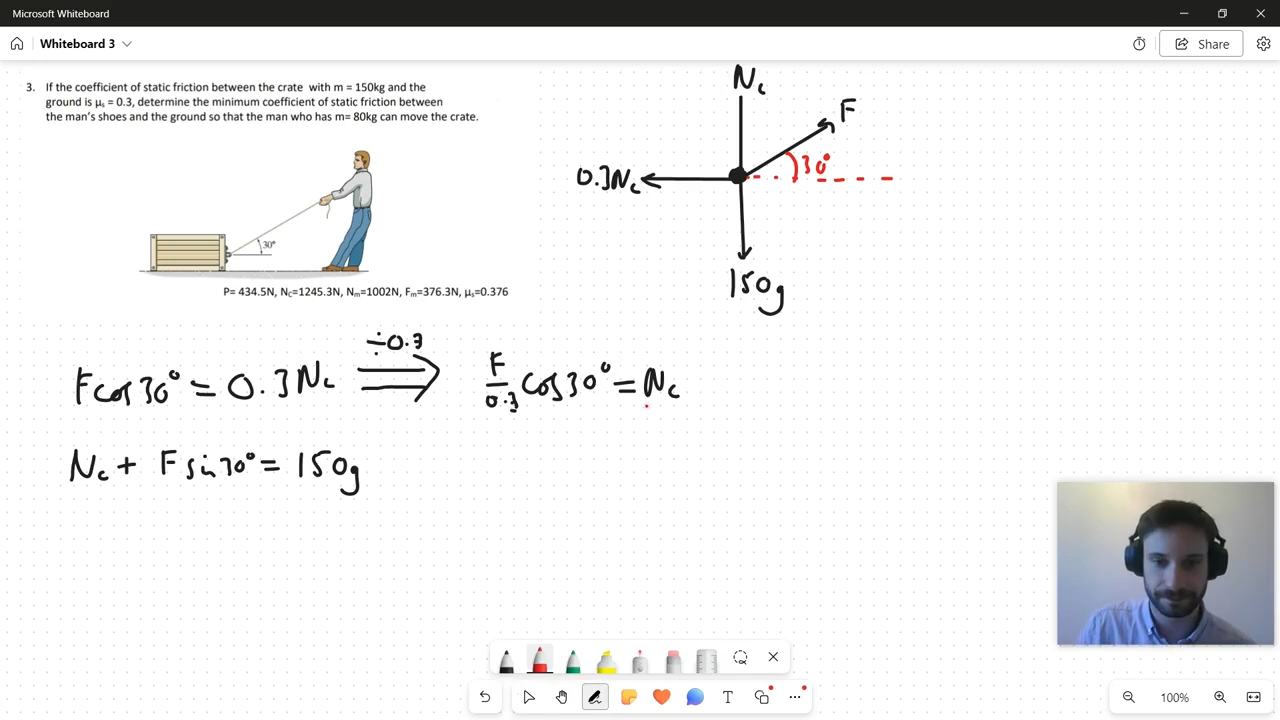 Microsoft Whiteboard
Whiteboard 3
Share
3. If the coefficient of static friction between the crate with m = 150kg and the
ground is μs = 0.3, determine the minimum coefficient of static friction between
the man's shoes and the ground so that the man who has m= 80kg can move the crate.
30°
P= 434.5N, Nc=1245.3N, Nm=1002N, Fm=376.3N, μs=0.376
Nc
F
30°
0.3Nc
150g
÷0.3
Fcos30° = 0.3Nc
F/0.3 cos30° = Nc
Nc + Fsin30° = 150g
100%